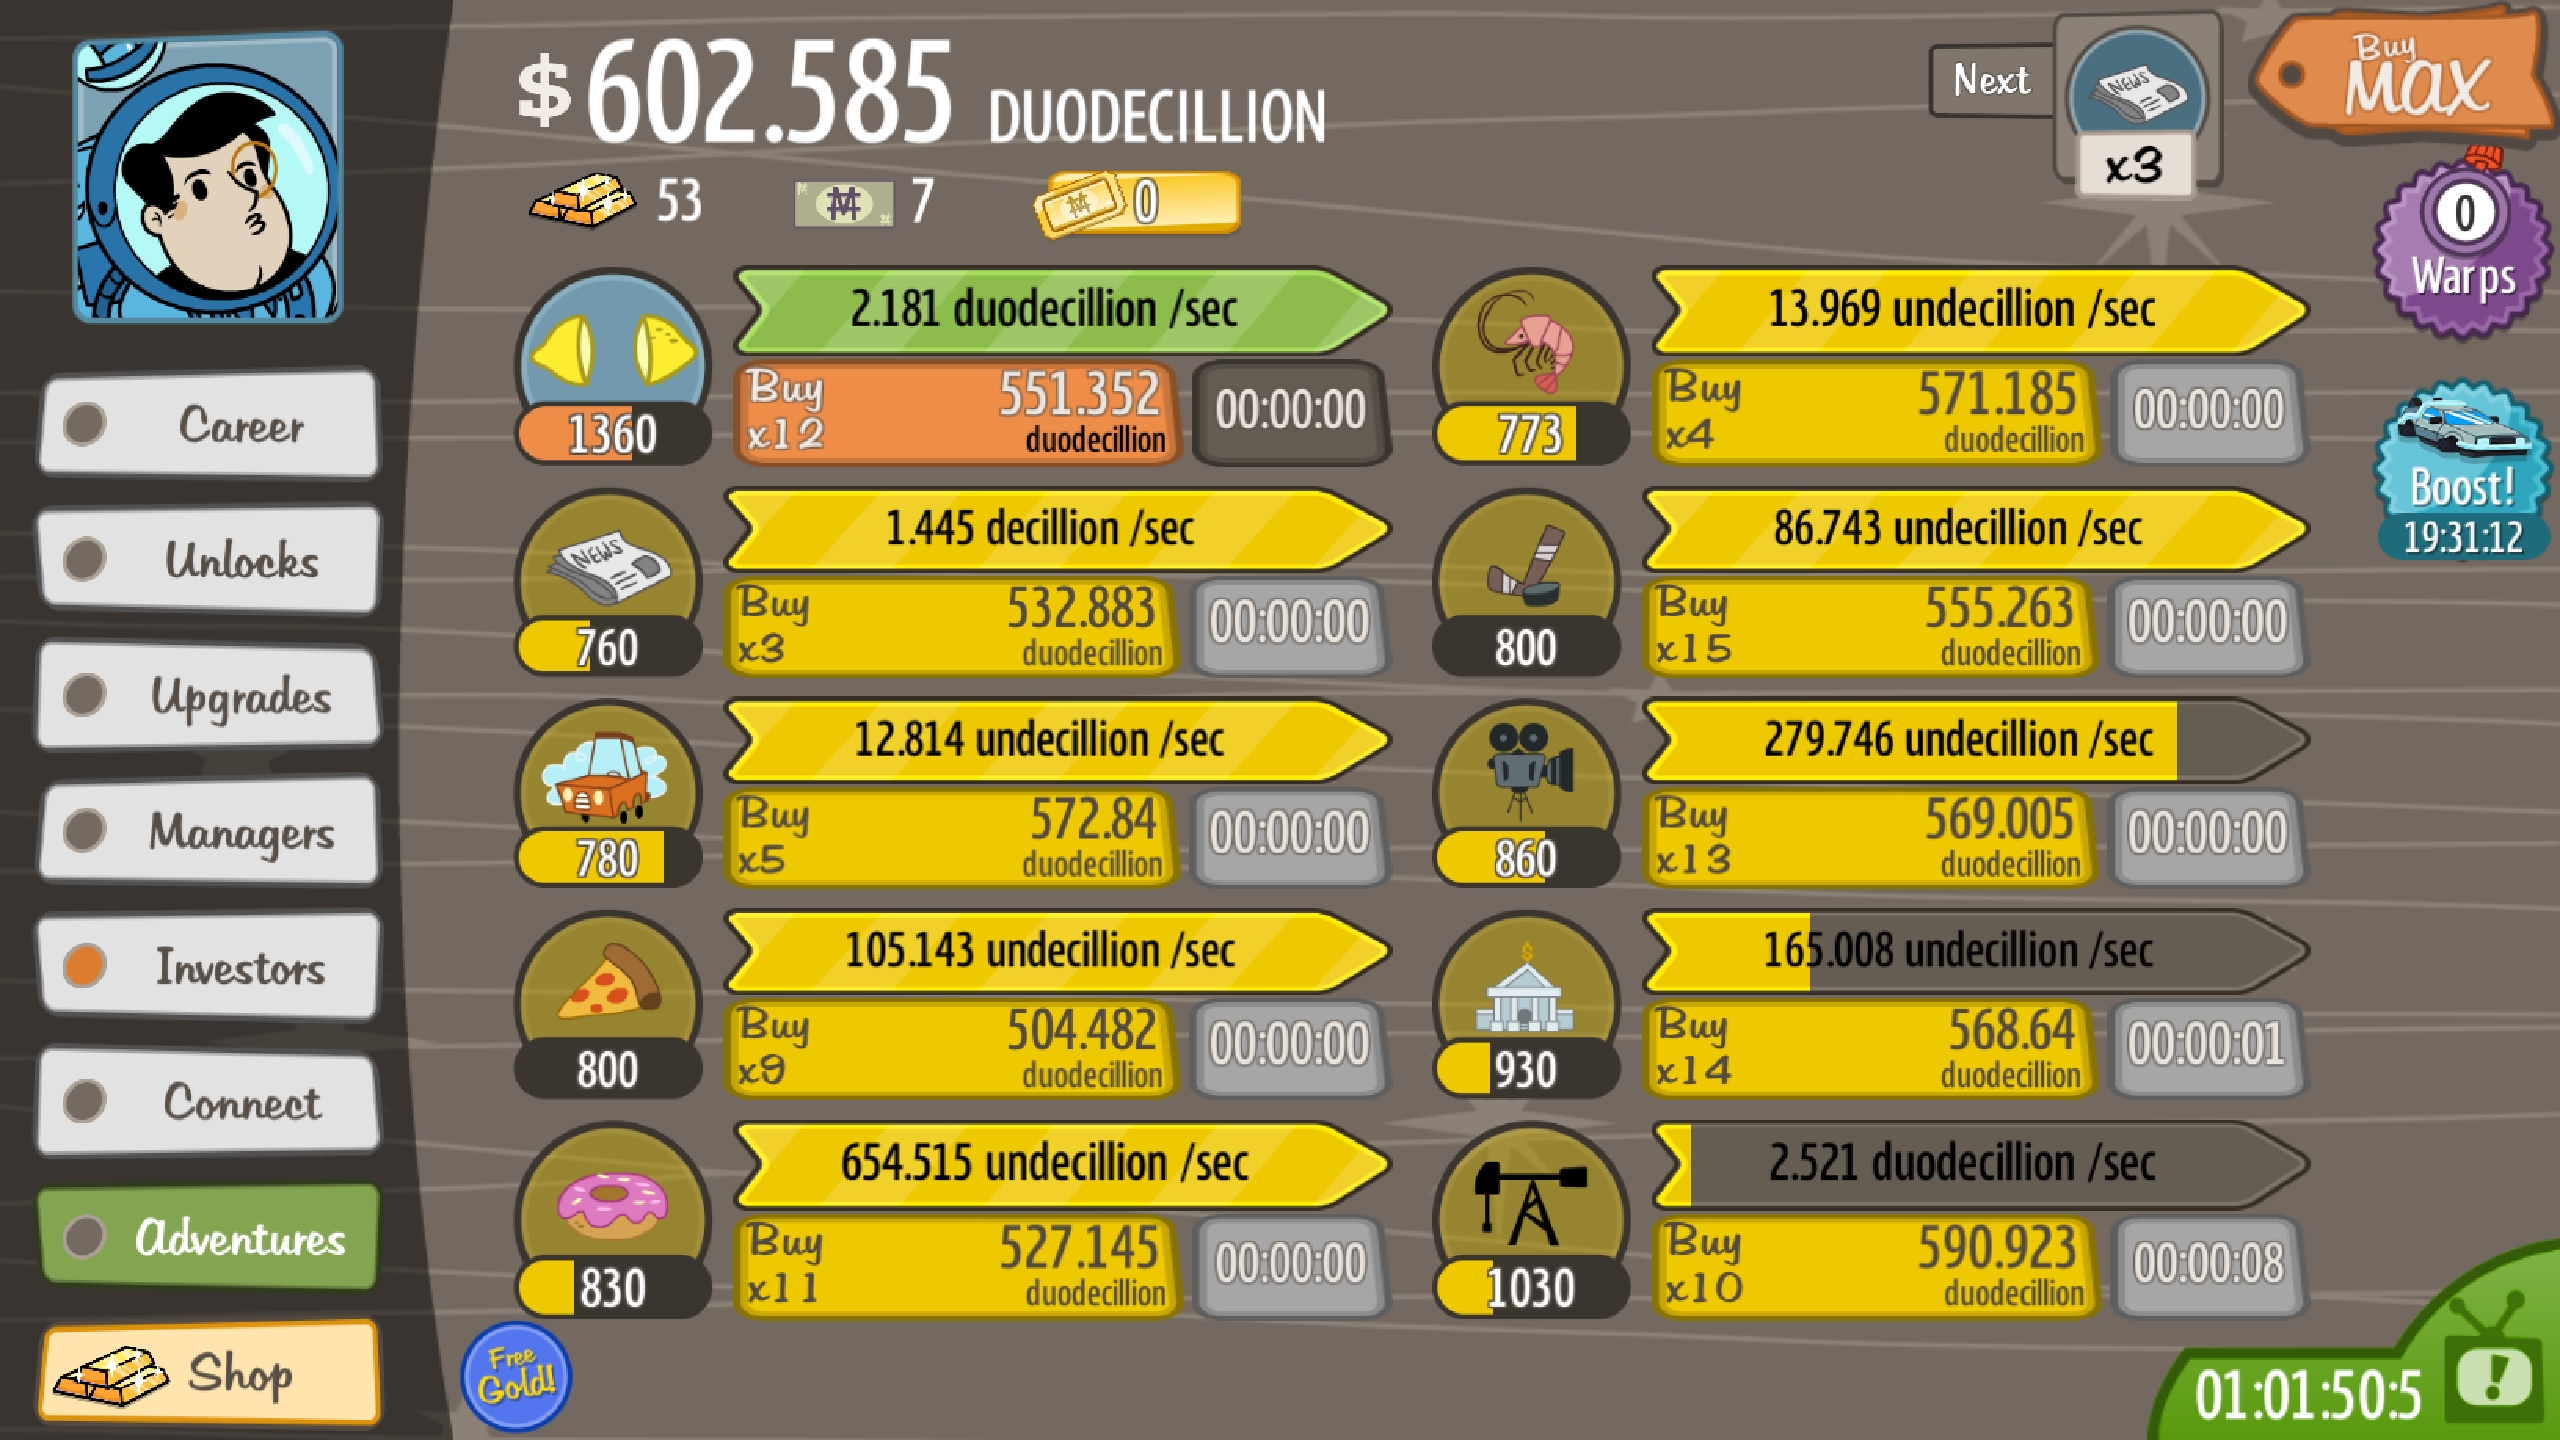 $602.585 DUODECILLION
53
7
0
Next
NEWS
x3
Buy
MAX
0
Warps
Boost!
19:31:12
Career
Unlocks
Upgrades
Managers
Investors
Connect
Adventures
Shop
2.181 duodecillion /sec
1360
Buy
x12
551.352
duodecillion
00:00:00
13.969 undecillion /sec
773
Buy
x4
571.185
duodecillion
00:00:00
NEWS
1.445 decillion /sec
760
Buy
x3
532.883
duodecillion
00:00:00
86.743 undecillion /sec
800
Buy
x15
555.263
duodecillion
00:00:00
12.814 undecillion /sec
780
Buy
x5
572.84
duodecillion
00:00:00
279.746 undecillion /sec
860
Buy
x13
569.005
duodecillion
00:00:00
105.143 undecillion /sec
800
Buy
x9
504.482
duodecillion
00:00:00
165.008 undecillion /sec
930
Buy
x14
568.64
duodecillion
00:00:01
654.515 undecillion /sec
830
Buy
x11
527.145
duodecillion
00:00:00
2.521 duodecillion /sec
1030
Buy
x10
590.923
duodecillion
00:00:08
Free
Gold!
01:01:50:5
!